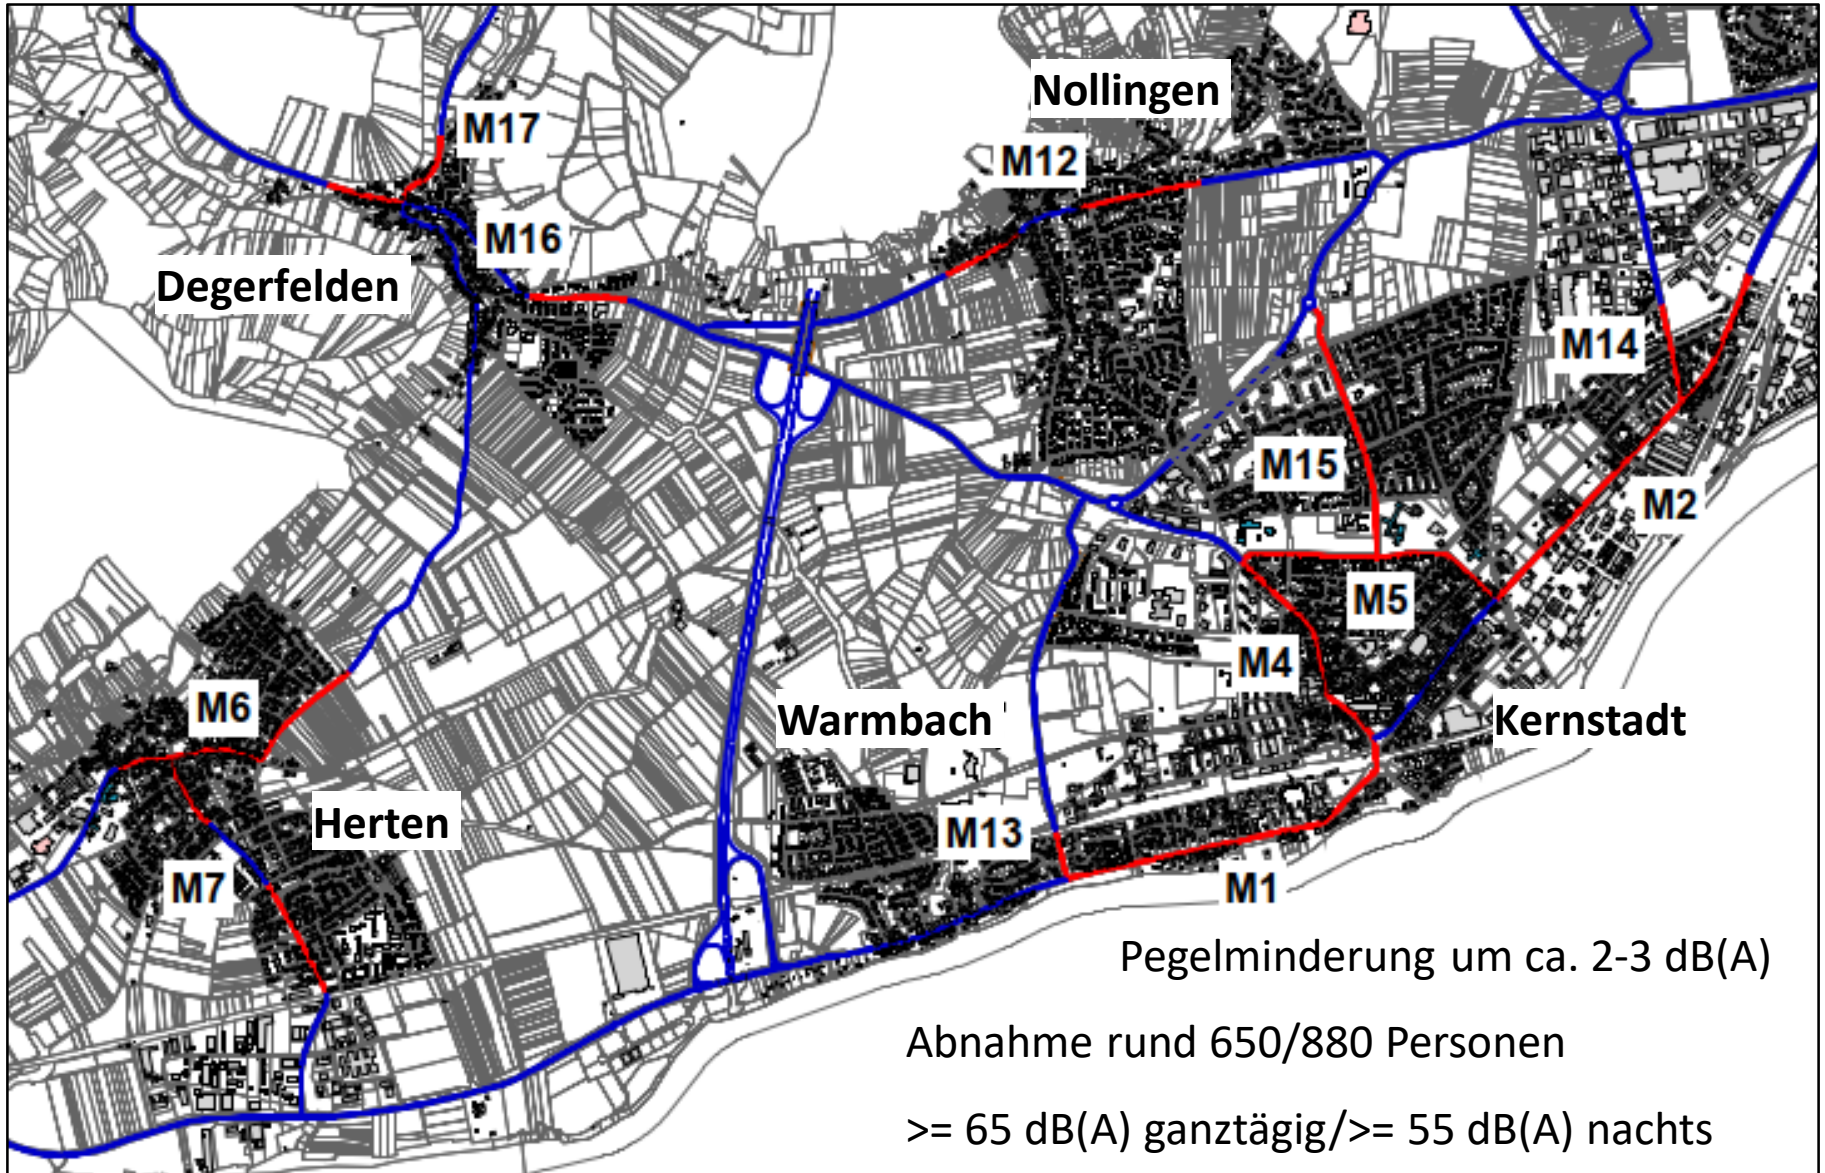 Nollingen
M17
M12
M16
Degerfelden
M14
M15
M2
M5
M4
M6
Warmbach
Kernstadt
Herten
M13
M7
M1
Pegelminderung um ca. 2-3 dB(A)
Abnahme rund 650/880 Personen
>= 65 dB(A) ganztägig/>= 55 dB(A) nachts